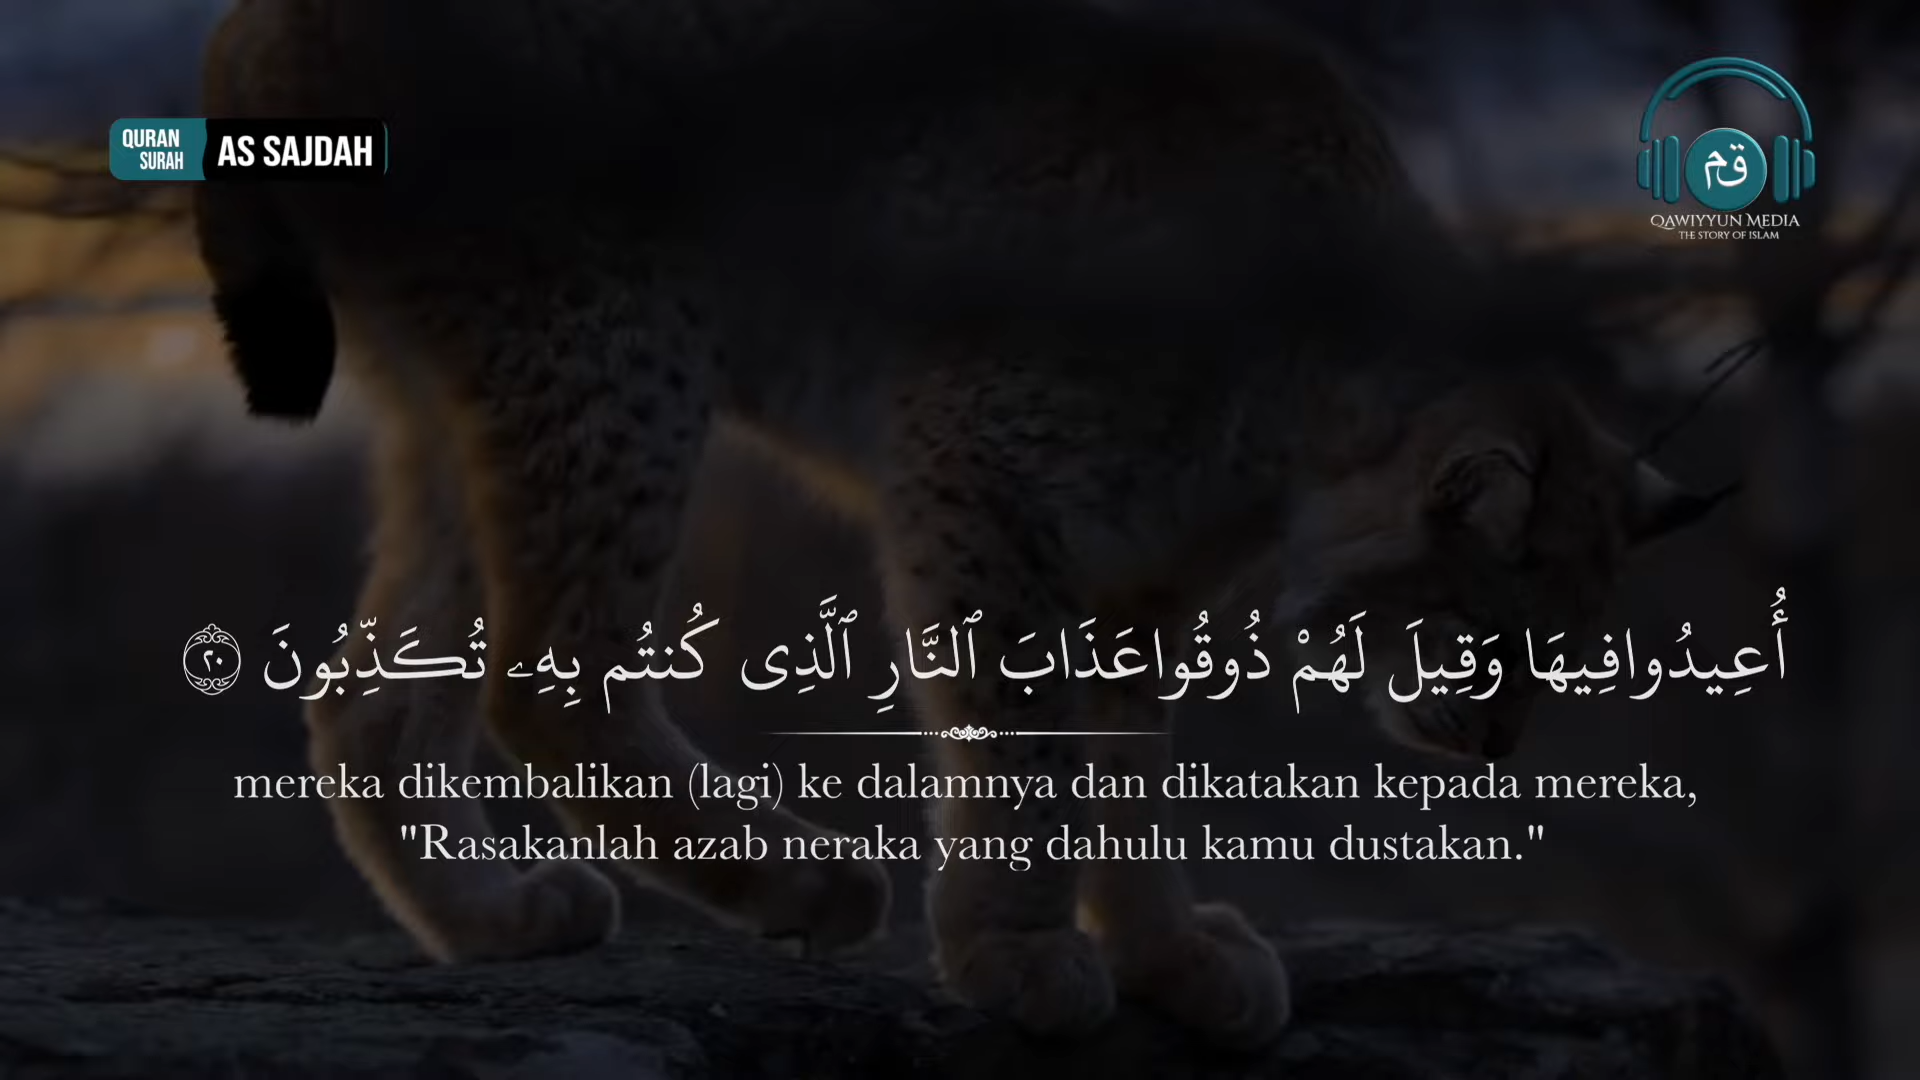 QURAN
SURAH
AS SAJDAH
قم
QAWIYYUN MEDIA
THE STORY OF ISLAM
أُعِيدُوا فِيهَا وَقِيلَ لَهُمْ ذُوقُوا عَذَابَ ٱلنَّارِ ٱلَّذِى كُنتُم بِهِۦ تُكَذِّبُونَ ٢٠
mereka dikembalikan (lagi) ke dalamnya dan dikatakan kepada mereka,
"Rasakanlah azab neraka yang dahulu kamu dustakan."